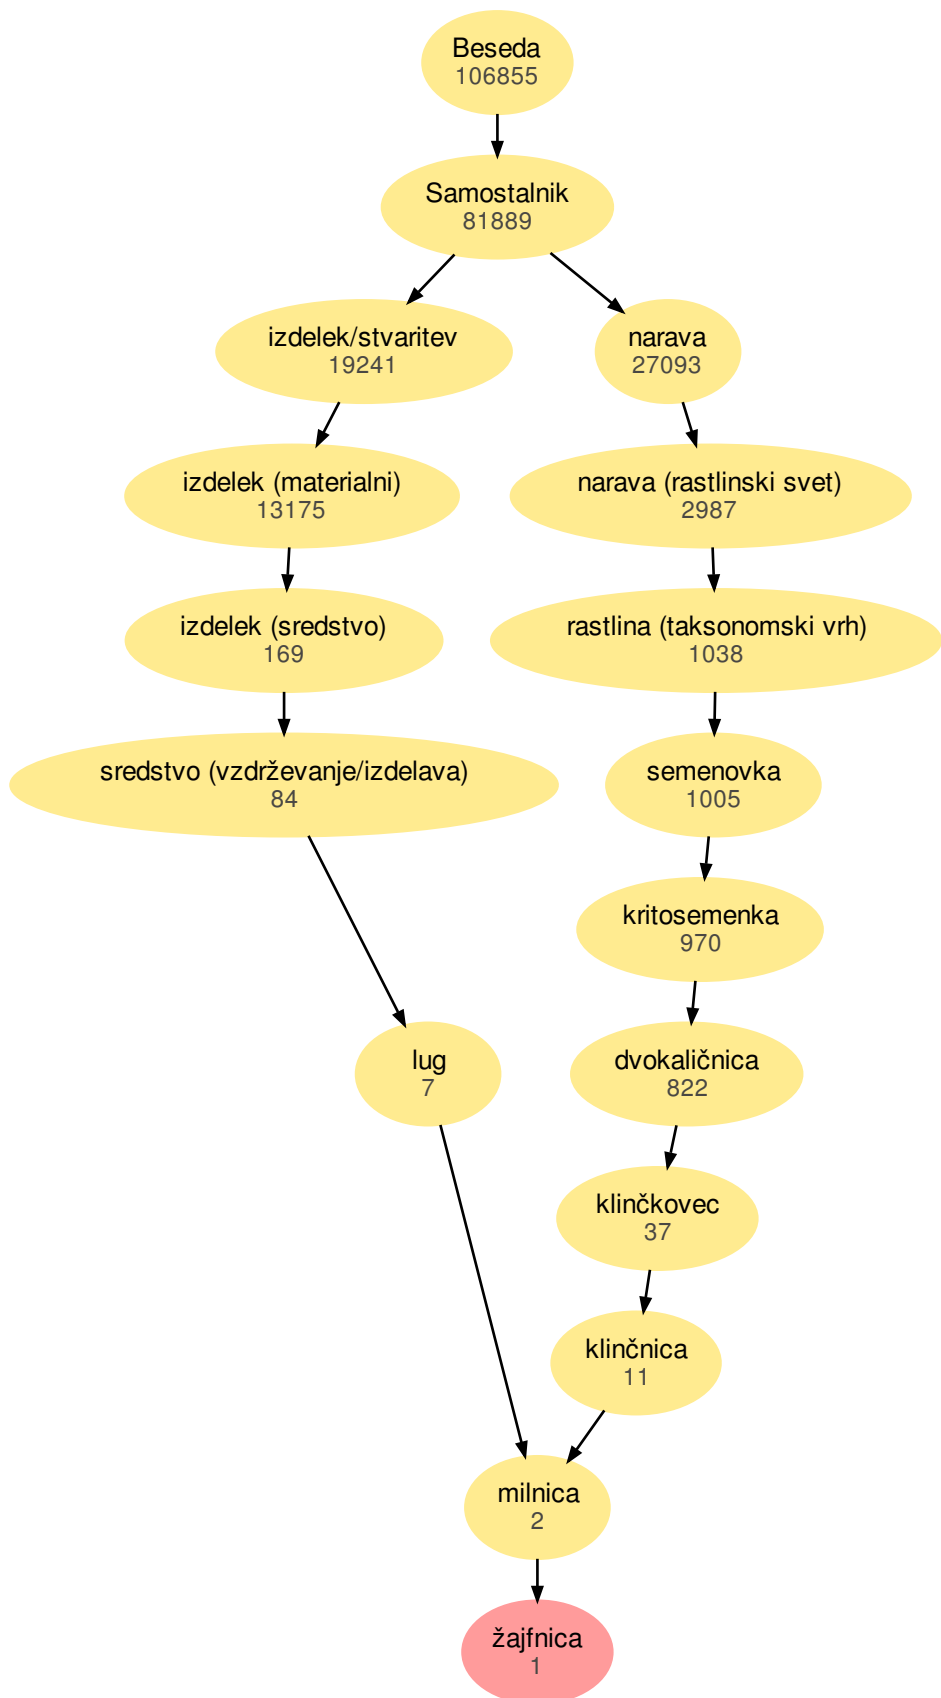 Beseda
106855
Samostalnik
81889
izdelek/stvaritev
19241
narava
27093
izdelek (materialni)
13175
narava (rastlinski svet)
2987
izdelek (sredstvo)
169
rastlina (taksonomski vrh)
1038
sredstvo (vzdrževanje/izdelava)
84
semenovka
1005
kritosemenka
970
lug
7
dvokaličnica
822
klinčkovec
37
klinčnica
11
milnica
2
žajfnica
1